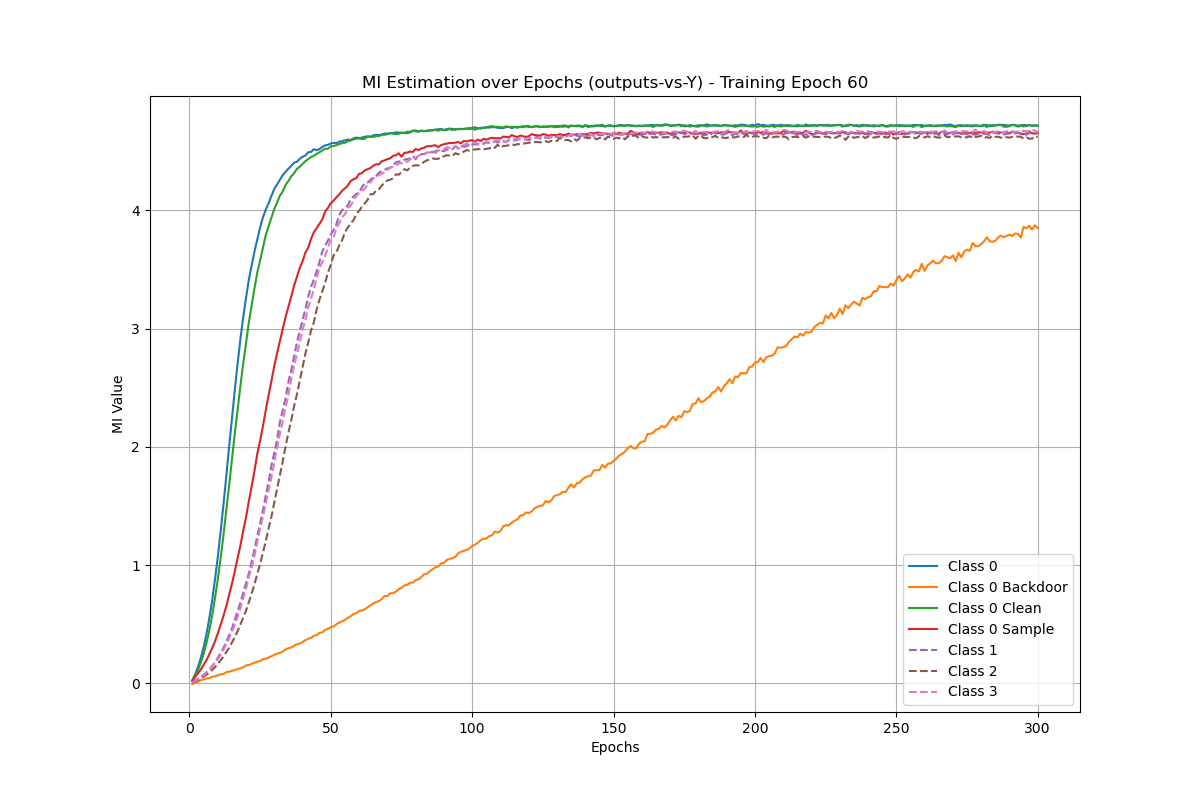 MI Estimation over Epochs (outputs-vs-Y) - Training Epoch 60
MI Value
4
3
2
1
0
0 50 100 150 200 250 300
Epochs
Class 0
Class 0 Backdoor
Class 0 Clean
Class 0 Sample
Class 1
Class 2
Class 3